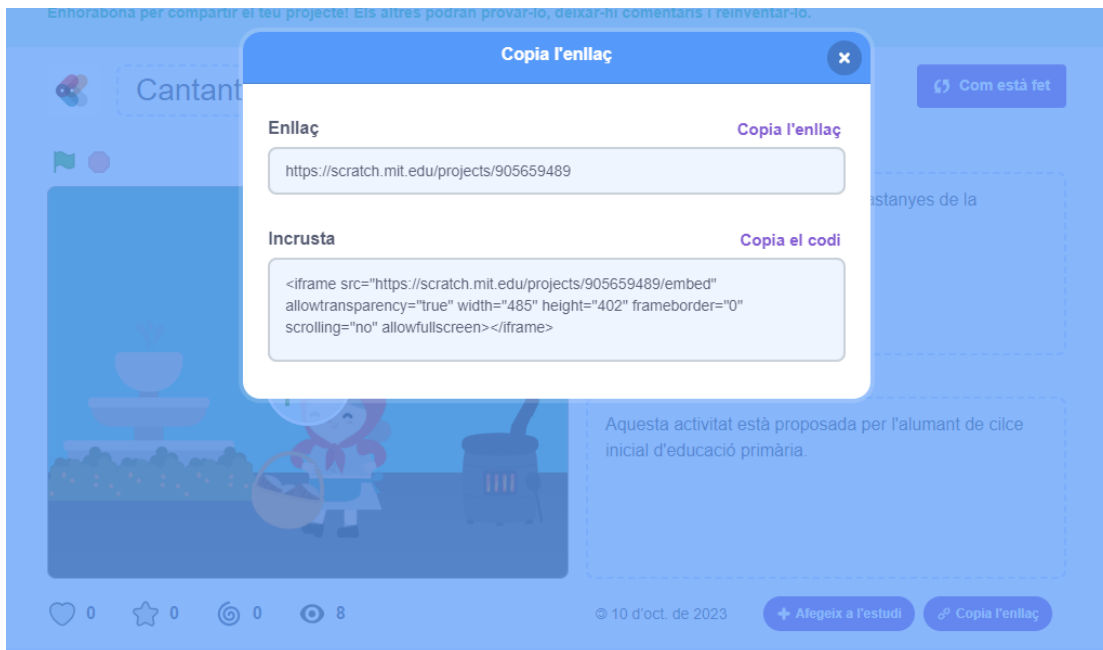 Enhorabona per compartir el teu projecte! Els altres podran provar-lo, deixar-hi comentaris i reinventar-lo.
Copia l'enllaç
Cantant
Com està fet
Enllaç
Copia l'enllaç
https://scratch.mit.edu/projects/905659489
astanyes de la
Incrusta
Copia el codi
<iframe src="https://scratch.mit.edu/projects/905659489/embed"
allowtransparency="true" width="485" height="402" frameborder="0"
scrolling="no" allowfullscreen></iframe>
Aquesta activitat està proposada per l'alumant de cilce
inicial d'educació primària.
0 0 0 8
© 10 d'oct. de 2023
Afegeix a l'estudi
Copia l'enllaç